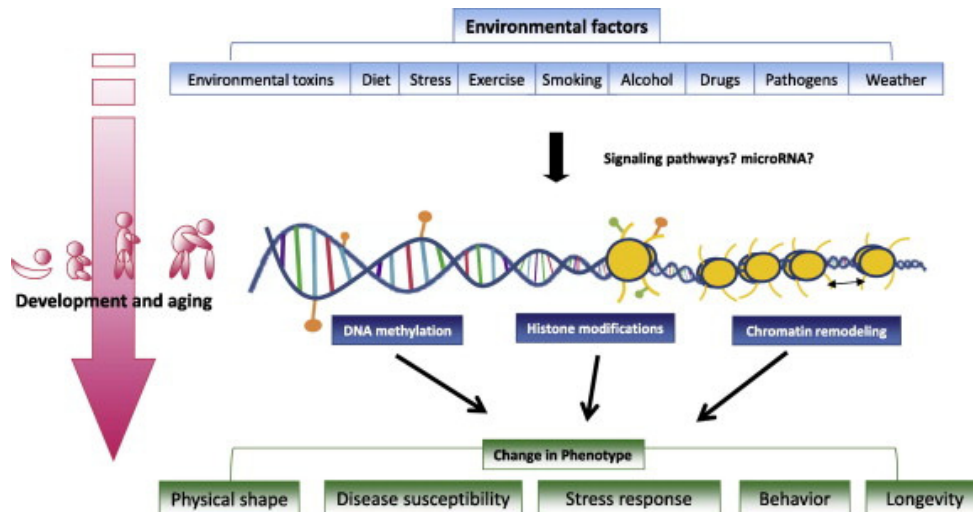 Environmental factors
Environmental toxins Diet Stress Exercise Smoking Alcohol Drugs Pathogens Weather
Signaling pathways? microRNA?
Development and aging
DNA methylation Histone modifications Chromatin remodeling
Change in Phenotype
Physical shape Disease susceptibility Stress response Behavior Longevity